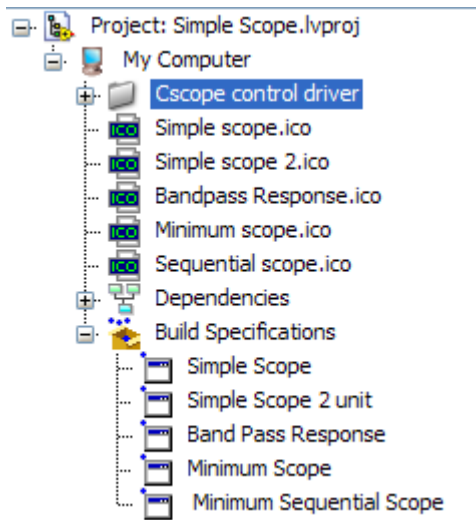 Project: Simple Scope.lvproj
My Computer
Cscope control driver
ICO Simple scope.ico
ICO Simple scope 2.ico
ICO Bandpass Response.ico
ICO Minimum scope.ico
ICO Sequential scope.ico
Dependencies
Build Specifications
Simple Scope
Simple Scope 2 unit
Band Pass Response
Minimum Scope
Minimum Sequential Scope